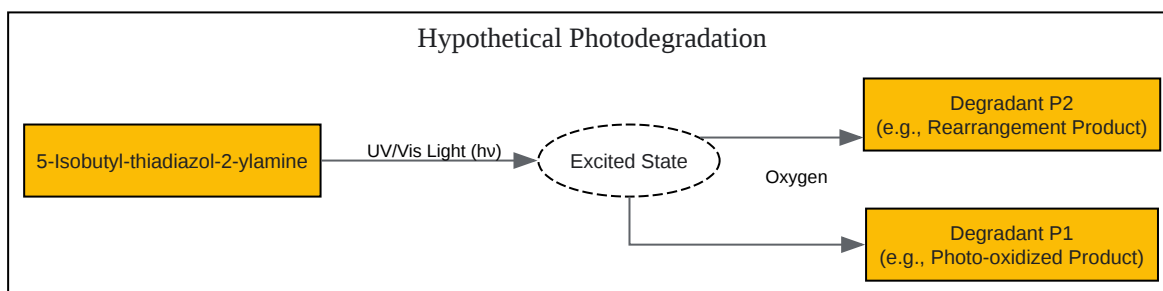 Hypothetical Photodegradation
5-Isobutyl-thiadiazol-2-ylamine
UV/Vis Light (hν)
Excited State
Degradant P2
(e.g., Rearrangement Product)
Oxygen
Degradant P1
(e.g., Photo-oxidized Product)